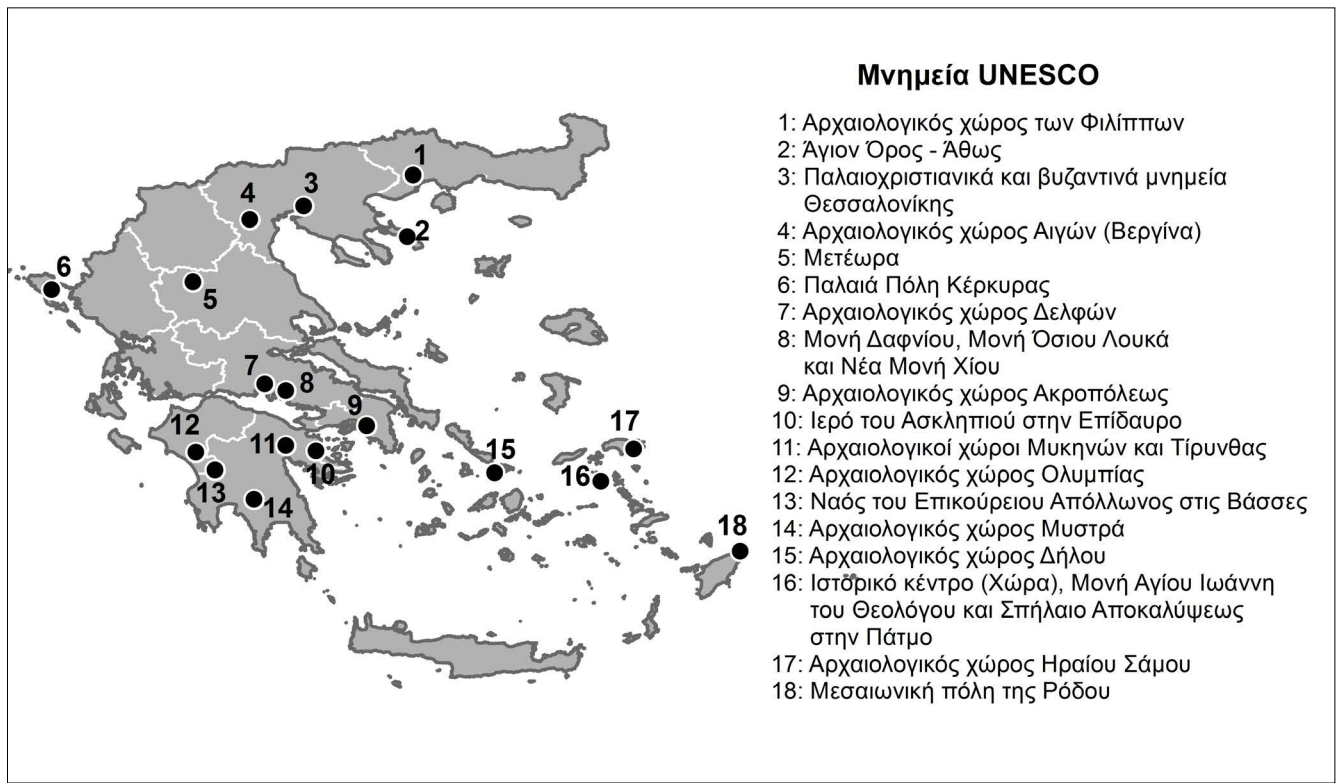 Μνημεία UNESCO
1: Αρχαιολογικός χώρος των Φιλίππων
2: Άγιον Όρος - Άθως
3: Παλαιοχριστιανικά και βυζαντινά μνημεία
Θεσσαλονίκης
4: Αρχαιολογικός χώρος Αιγών (Βεργίνα)
5: Μετέωρα
6: Παλαιά Πόλη Κέρκυρας
7: Αρχαιολογικός χώρος Δελφών
8: Μονή Δαφνίου, Μονή Όσιου Λουκά
και Νέα Μονή Χίου
9: Αρχαιολογικός χώρος Ακροπόλεως
10: Ιερό του Ασκληπιού στην Επίδαυρο
11: Αρχαιολογικοί χώροι Μυκηνών και Τίρυνθας
12: Αρχαιολογικός χώρος Ολυμπίας
13: Ναός του Επικούρειου Απόλλωνος στις Βάσσες
14: Αρχαιολογικός χώρος Μυστρά
15: Αρχαιολογικός χώρος Δήλου
16: Ιστορικό κέντρο (Χώρα), Μονή Αγίου Ιωάννη
του Θεολόγου και Σπήλαιο Αποκαλύψεως
στην Πάτμο
17: Αρχαιολογικός χώρος Ηραίου Σάμου
18: Μεσαιωνική πόλη της Ρόδου
1
2
3
4
5
6
7
8
9
10
11
12
13
14
15
16
17
18